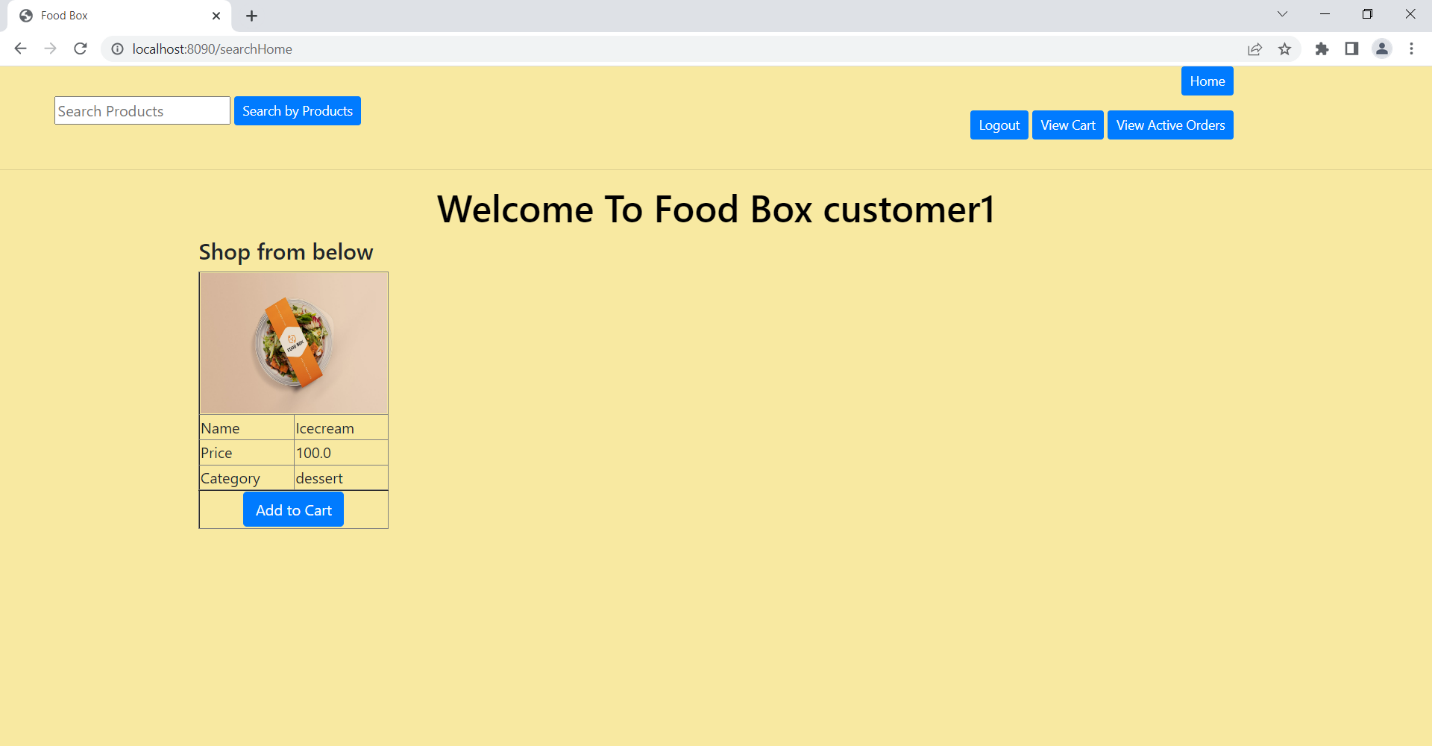 Food Box
localhost:8090/searchHome
Home
Search Products
Search by Products
Logout
View Cart
View Active Orders
Welcome To Food Box customer1
Shop from below
Name Icecream
Price 100.0
Category dessert
Add to Cart